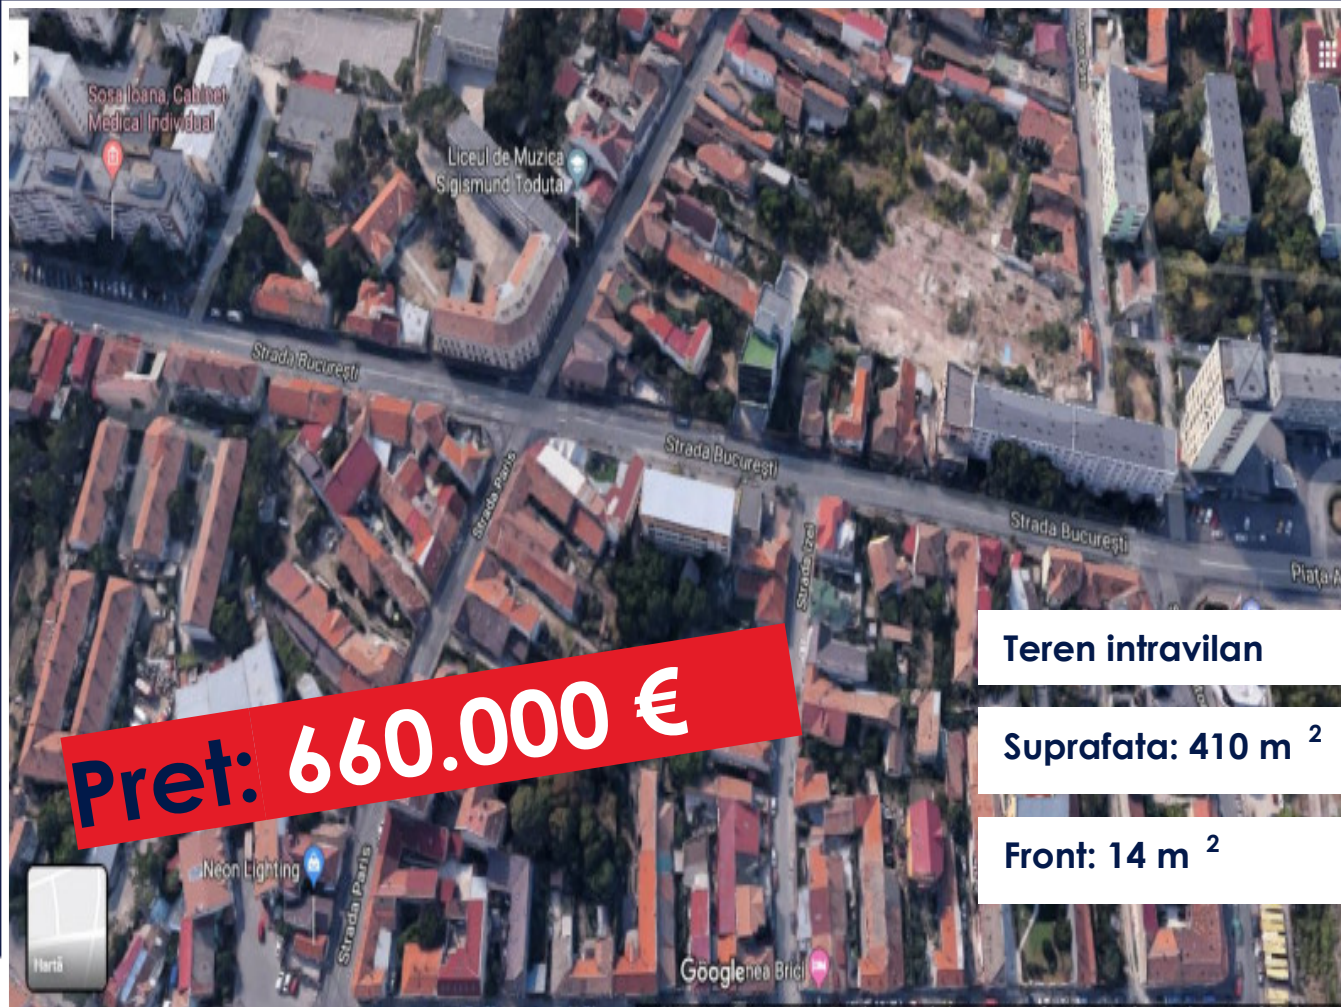 Sosa Ioana, Cabinet
Medical Individual
Liceul de Muzica
Sigismund Toduta
Strada București
Strada București
Strada București
Strada Paris
Strada Izei
Piața
Teren intravilan
Suprafata: 410 m ²
Front: 14 m ²
Pret: 660.000 €
Neon Lighting
Strada Paris
Hartă
Google
nea Brici